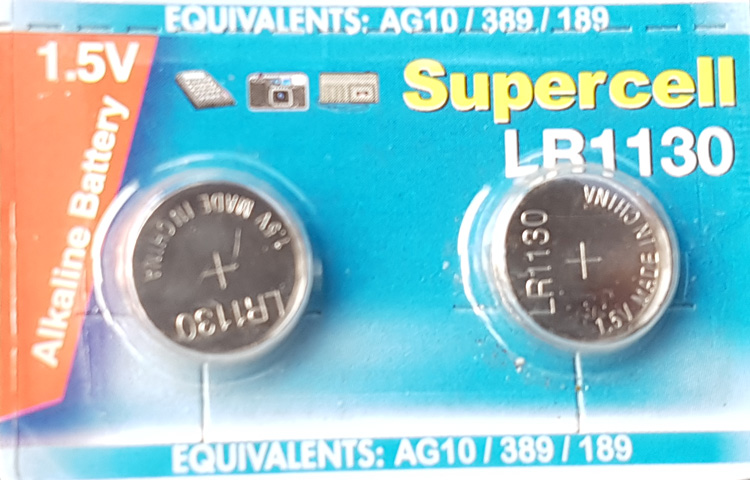 EQUIVALENTS: AG10 / 389 / 189
1.5V
Alkaline Battery
Supercell
LR1130
1.5V MADE IN CHINA
LR1130
LR1130
1.5V MADE IN CHINA
EQUIVALENTS: AG10 / 389 / 189